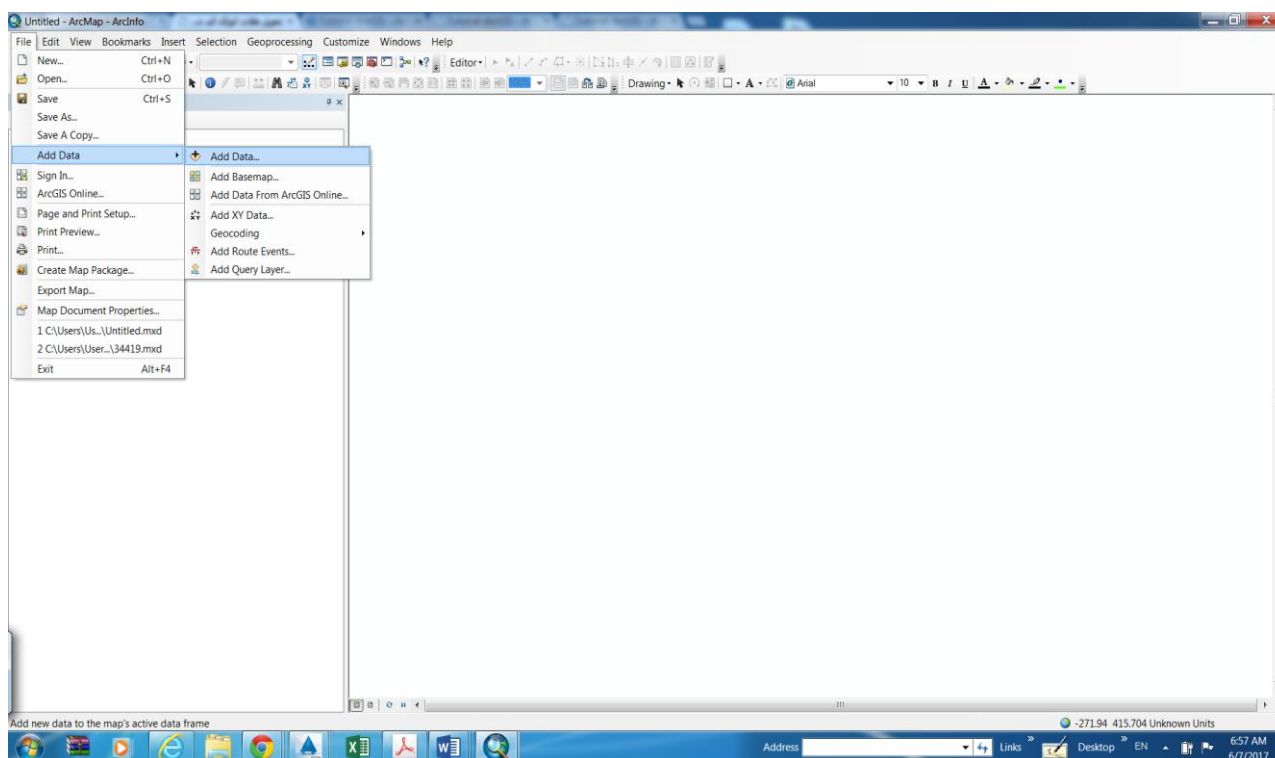 Untitled - ArcMap - ArcInfo
File Edit View Bookmarks Insert Selection Geoprocessing Customize Windows Help
New... Ctrl+N
Open... Ctrl+O
Save Ctrl+S
Save As...
Save A Copy...
Add Data
Sign In...
ArcGIS Online...
Page and Print Setup...
Print Preview...
Print...
Create Map Package...
Export Map...
Map Document Properties...
1 C:\Users\Us...\Untitled.mxd
2 C:\Users\User...\34419.mxd
Exit Alt+F4
Add Data...
Add Basemap...
Add Data From ArcGIS Online...
Add XY Data...
Geocoding
Add Route Events...
Add Query Layer...
Editor
Drawing A Arial 10 B I U A
Add new data to the map's active data frame
-271.94 415.704 Unknown Units
Address Links Desktop EN 6:57 AM
6/7/2017